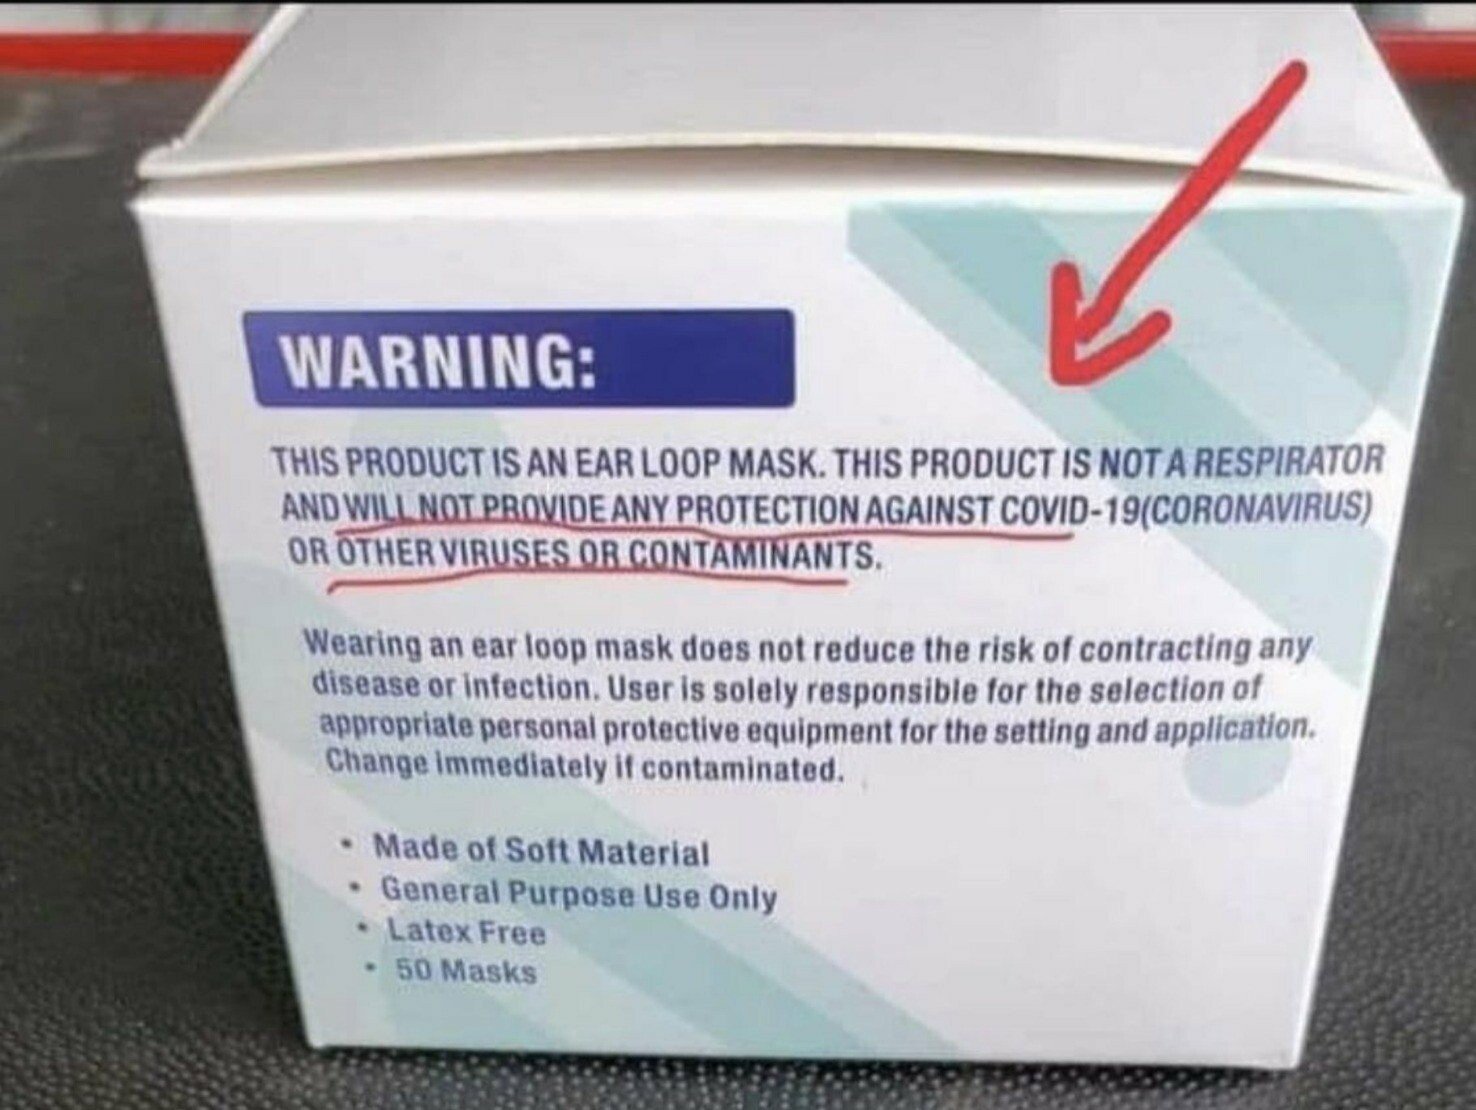 WARNING:
THIS PRODUCT IS AN EAR LOOP MASK. THIS PRODUCT IS NOT A RESPIRATOR
AND WILL NOT PROVIDE ANY PROTECTION AGAINST COVID-19(CORONAVIRUS)
OR OTHER VIRUSES OR CONTAMINANTS.
Wearing an ear loop mask does not reduce the risk of contracting any
disease or infection. User is solely responsible for the selection of
appropriate personal protective equipment for the setting and application.
Change immediately if contaminated.
• Made of Soft Material
• General Purpose Use Only
• Latex Free
• 50 Masks